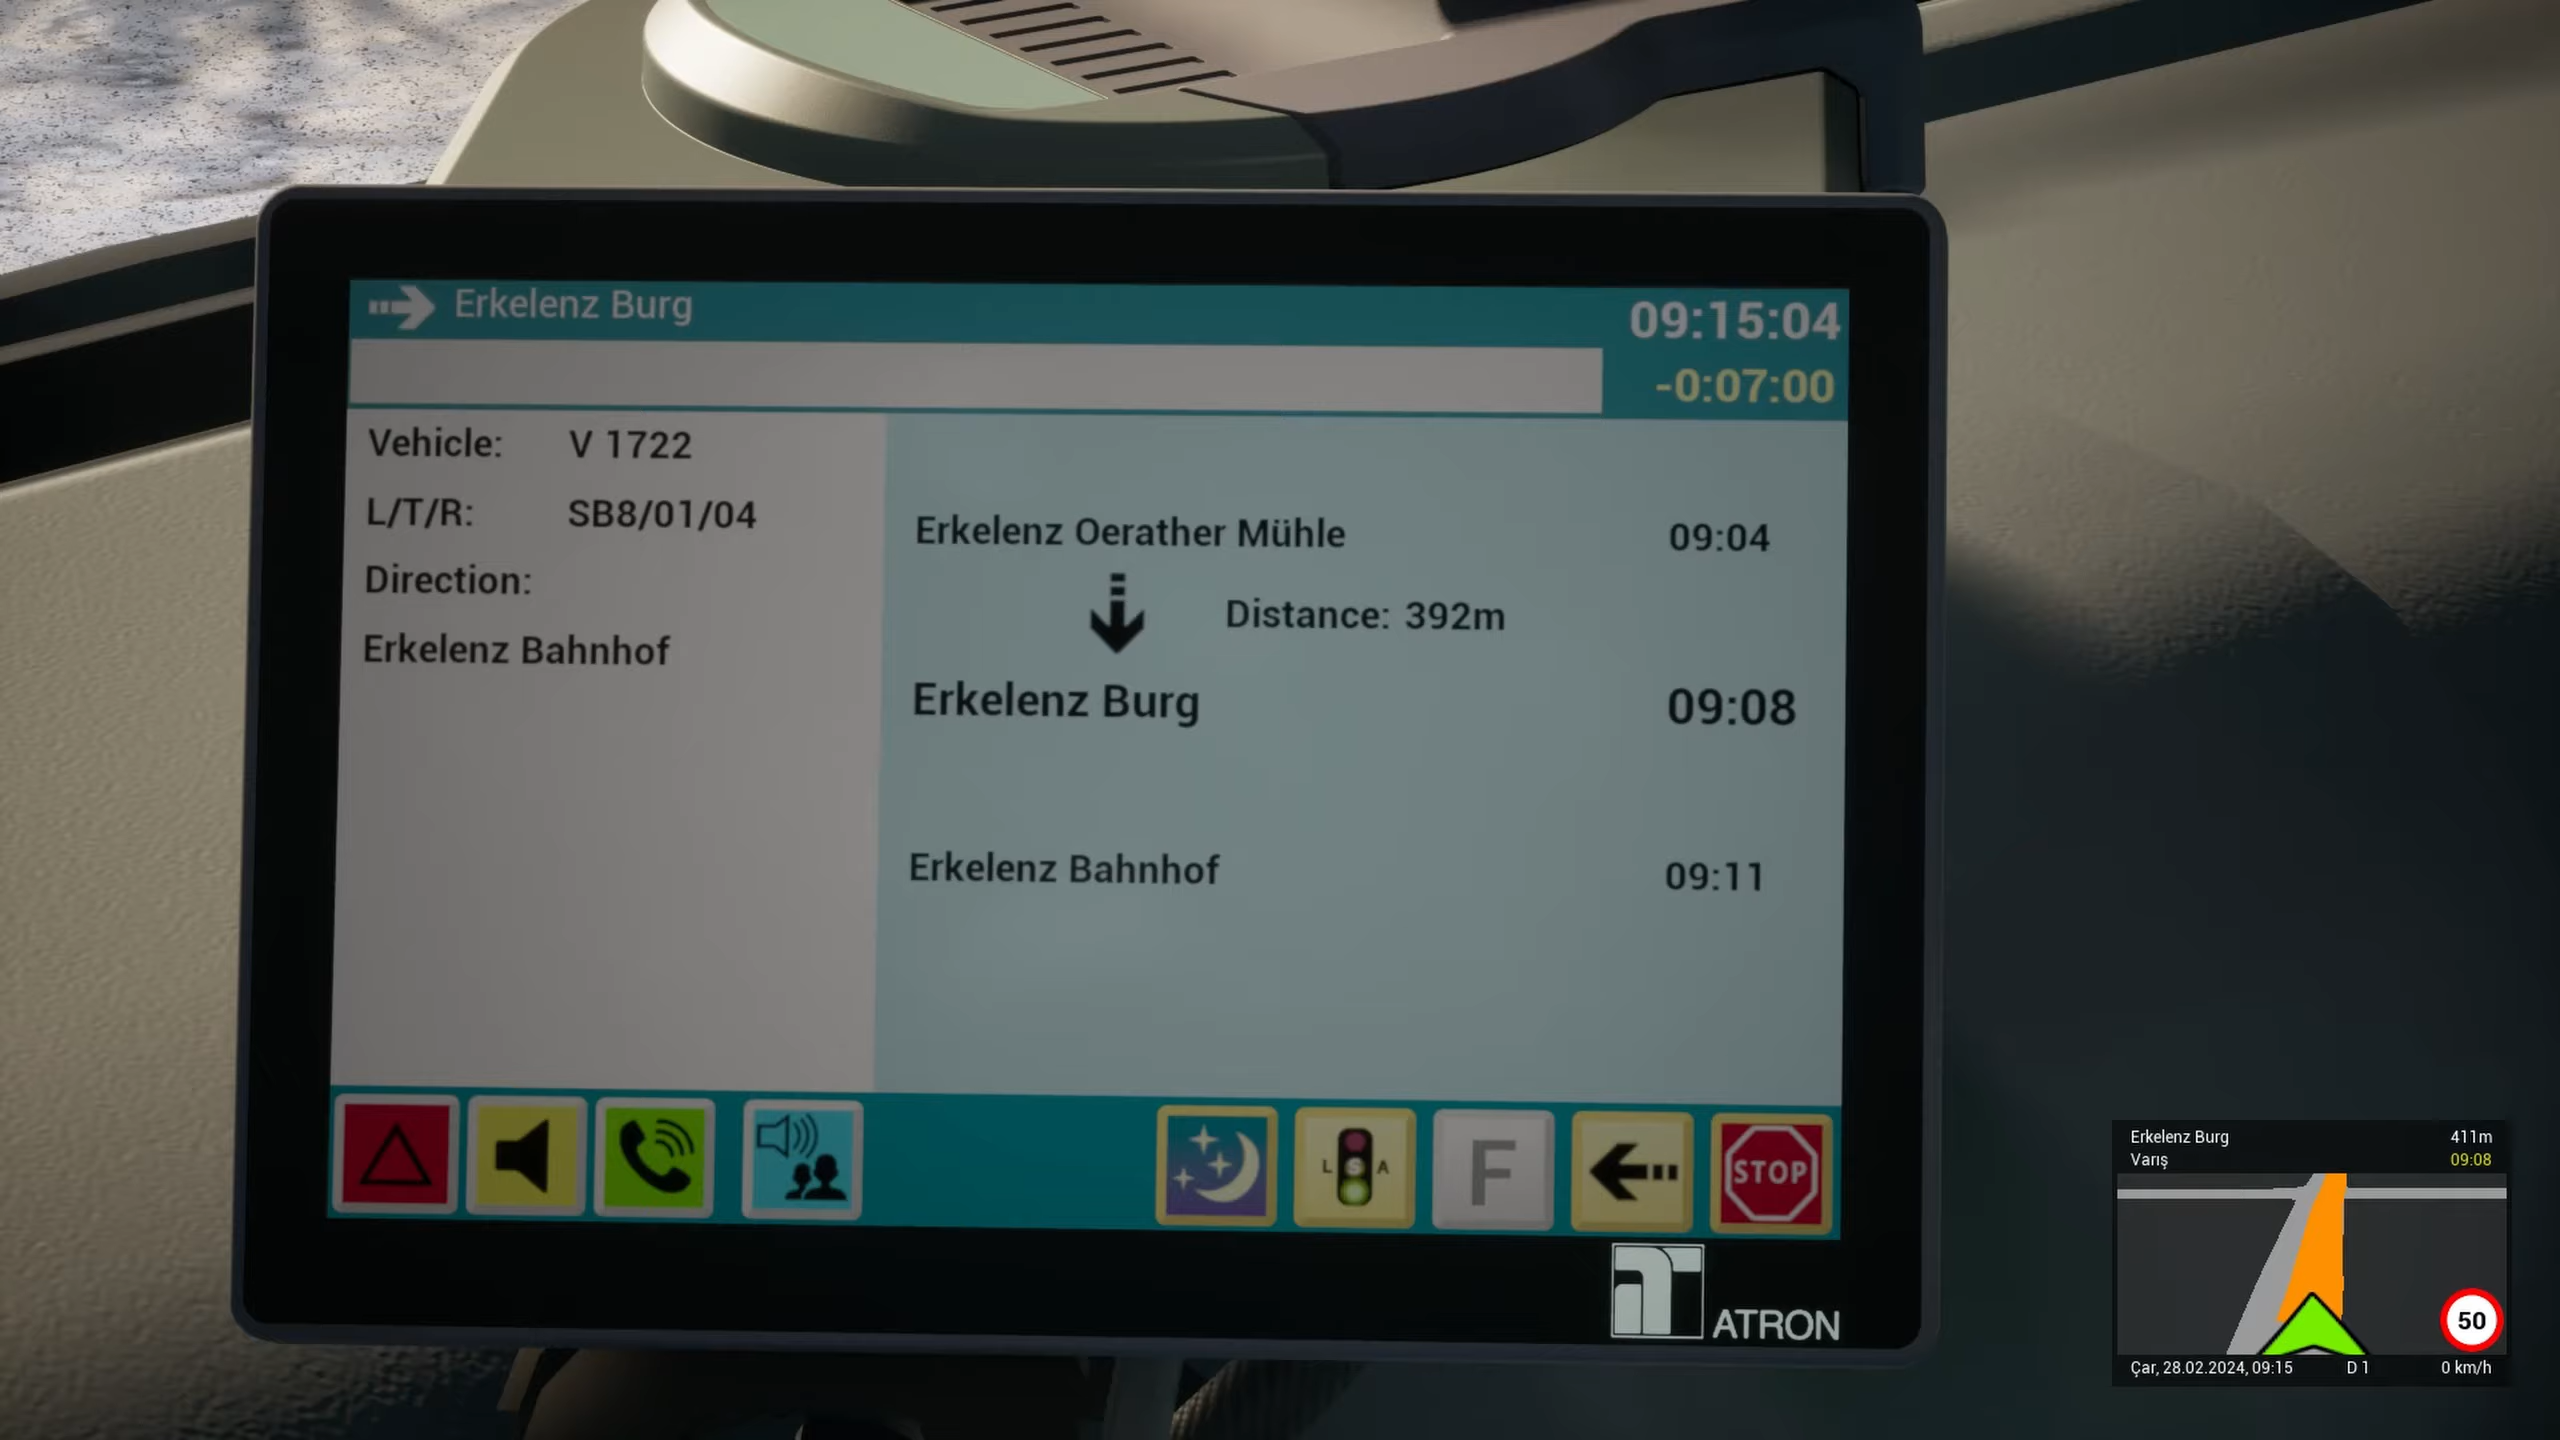 Erkelenz Burg
09:15:04
-0:07:00
Vehicle: V 1722
L/T/R: SB8/01/04
Direction:
Erkelenz Bahnhof
Erkelenz Oerather Mühle 09:04
Distance: 392m
Erkelenz Burg 09:08
Erkelenz Bahnhof 09:11
L S A
F
STOP
ATRON
Erkelenz Burg 411m
Varış 09:08
50
Çar, 28.02.2024, 09:15 D 1 0 km/h